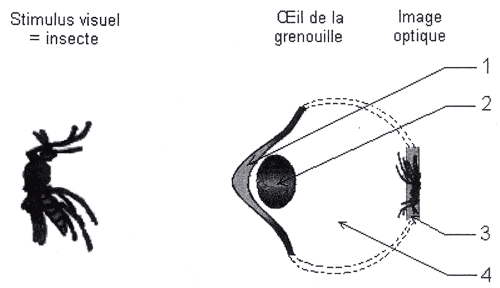 Stimulus visuel
= insecte
Œil de la
grenouille
Image
optique
1
2
3
4